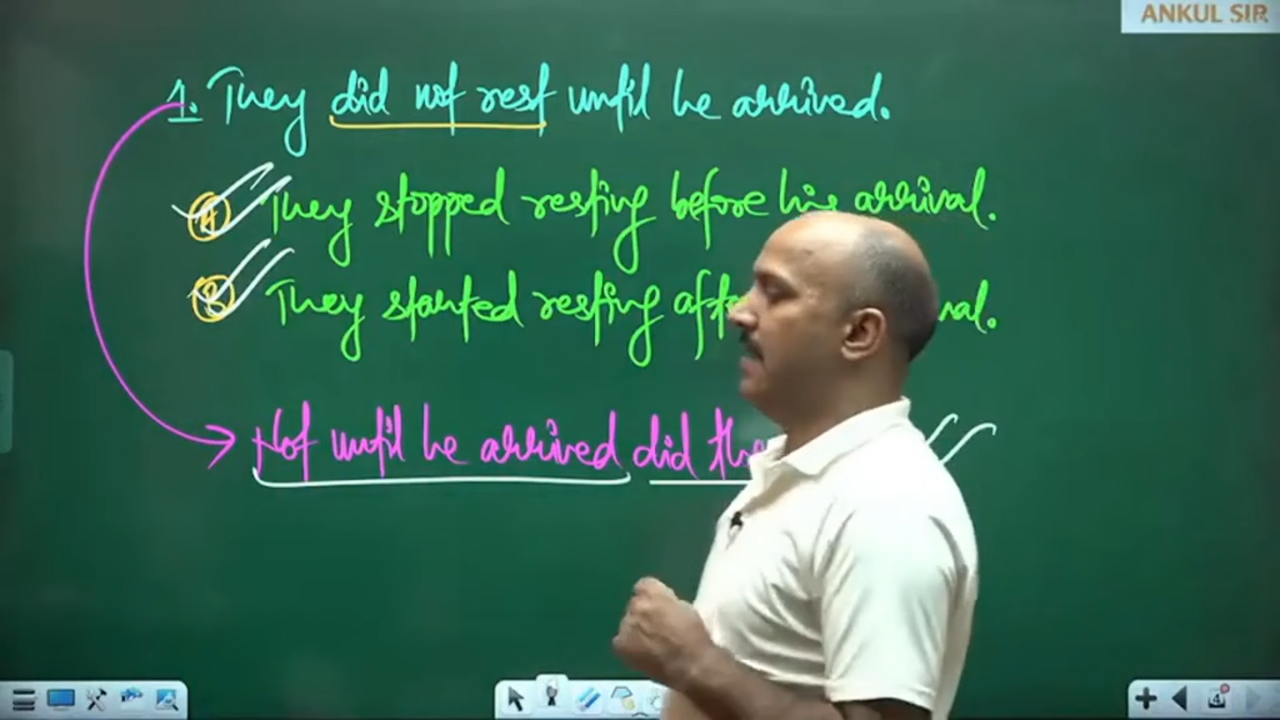 ANKUL SIR
1. They did not rest until he arrived.
A They stopped resting before his arrival.
B They started resting
Not until he arrived did